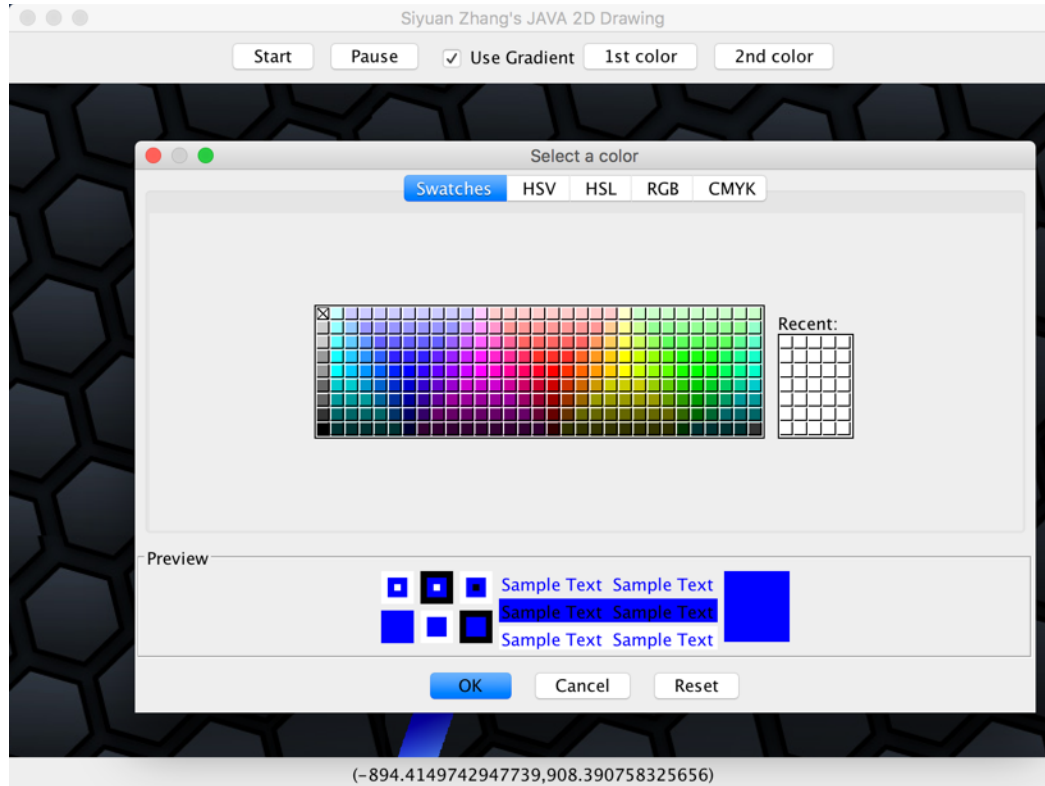 Siyuan Zhang's JAVA 2D Drawing
Start Pause Use Gradient 1st color 2nd color
Select a color
Swatches HSV HSL RGB CMYK
Recent:
Preview
Sample Text Sample Text
Sample Text Sample Text
Sample Text Sample Text
OK Cancel Reset
(-894.4149742947739,908.390758325656)